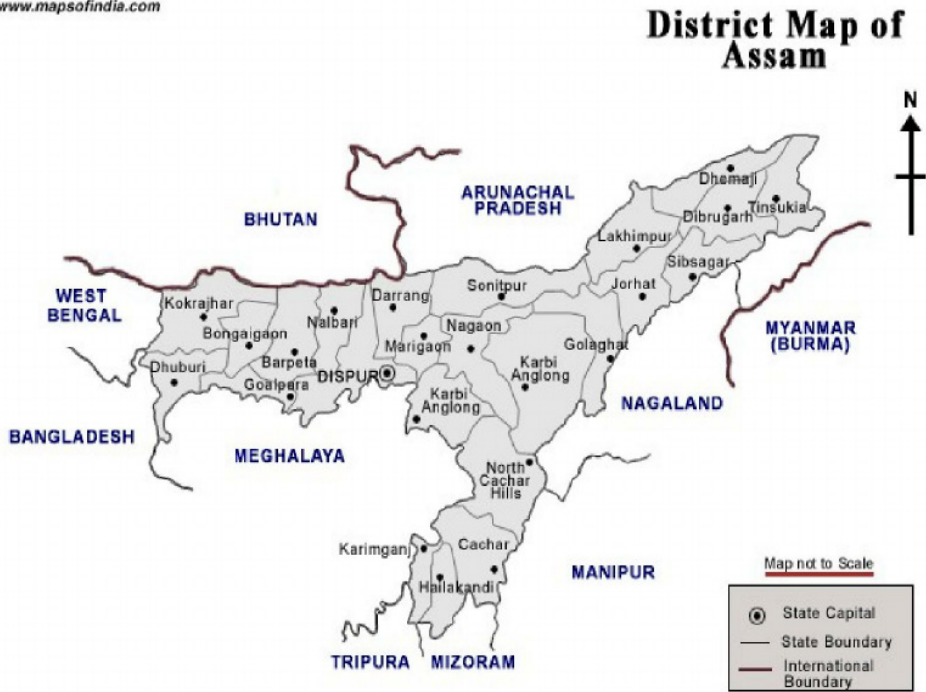 www.mapsofindia.com
District Map of
Assam
N
BHUTAN
ARUNACHAL
PRADESH
Dhemaji
Dibrugarh
Tinsukia
Lakhimpur
Sibsagar
WEST
BENGAL
Kokrajhar
Darrang
Sonitpur
Jorhat
Nalbari
Bongaigaon
Marigaon
Nagaon
Golaghat
MYANMAR
(BURMA)
Dhuburi
Barpeta
Goalpara
DISPUR
Karbi
Anglong
Karbi
Anglong
NAGALAND
BANGLADESH
MEGHALAYA
North
Cachar
Hills
Karimganj
Cachar
Hailakandi
MANIPUR
TRIPURA
MIZORAM
Map not to Scale
State Capital
State Boundary
International
Boundary